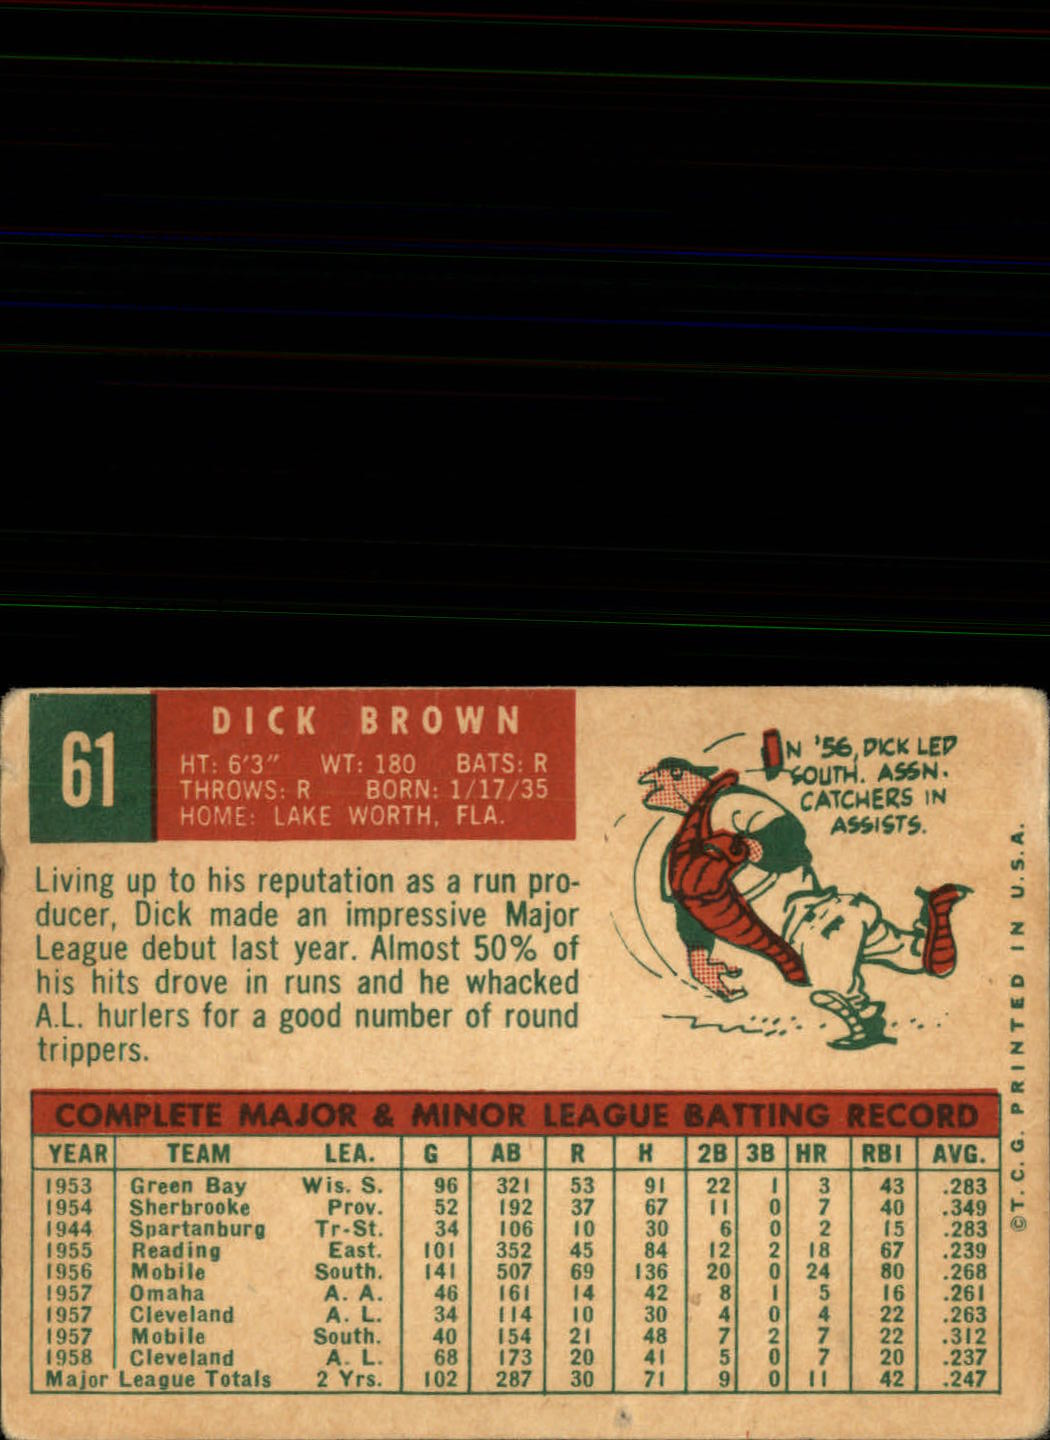 61
DICK BROWN
HT: 6'3" WT: 180 BATS: R
THROWS: R BORN: 1/17/35
HOME: LAKE WORTH, FLA.
IN '56, DICK LED
SOUTH. ASSN.
CATCHERS IN
ASSISTS.
Living up to his reputation as a run pro-
ducer, Dick made an impressive Major
League debut last year. Almost 50% of
his hits drove in runs and he whacked
A.L. hurlers for a good number of round
trippers.
COMPLETE MAJOR & MINOR LEAGUE BATTING RECORD
YEAR TEAM LEA. G AB R H 2B 3B HR RBI AVG.
1953 Green Bay Wis. S. 96 321 53 91 22 1 3 43 .283
1954 Sherbrooke Prov. 52 192 37 67 11 0 7 40 .349
1944 Spartanburg Tr-St. 34 106 10 30 6 0 2 15 .283
1955 Reading East. 101 352 45 84 12 2 18 67 .239
1956 Mobile South. 141 507 69 136 20 0 24 80 .268
1957 Omaha A. A. 46 161 14 42 8 1 5 16 .261
1957 Cleveland A. L. 34 114 10 30 4 0 4 22 .263
1957 Mobile South. 40 154 21 48 7 2 7 22 .312
1958 Cleveland A. L. 68 173 20 41 5 0 7 20 .237
Major League Totals 2 Yrs. 102 287 30 71 9 0 11 42 .247
©T. C. G. PRINTED IN U.S.A.